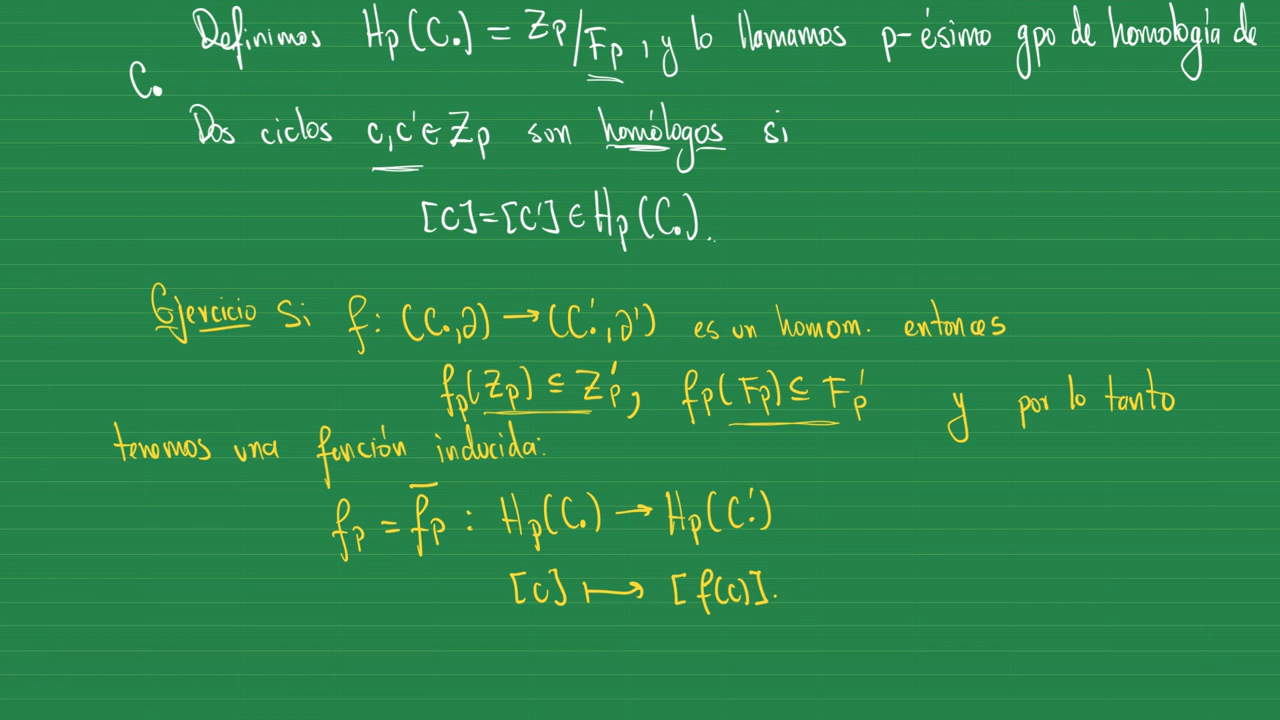 Definimos Hp(C.) = Zp/Fp, y lo llamamos p-ésimo gpo de homología de
C.
Dos ciclos c,c'∈Zp son homólogos si
[c]=[c']∈Hp(C.).
Ejercicio Si f: (C.,∂) → (C.',∂') es un homom. entonces
fp(Zp) ⊆ Zp', fp(Fp) ⊆ Fp' y por lo tanto
tenemos una función inducida:
fp = f̄p : Hp(C.) → Hp(C.')
[c] ↦ [f(c)].